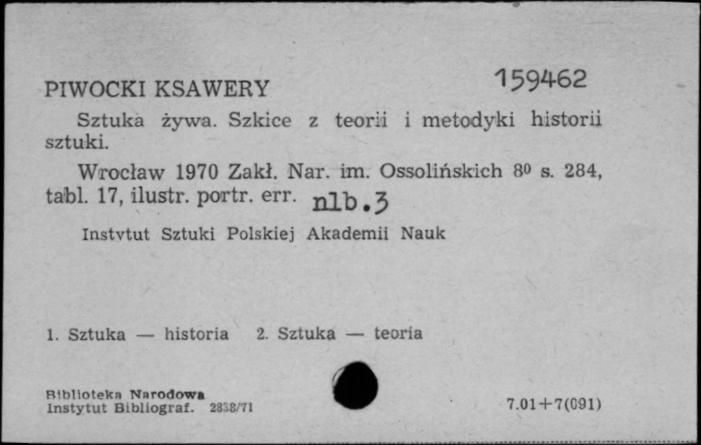 159462
PIWOCKI KSAWERY
Sztuka żywa. Szkice z teorii i metodyki historii
sztuki.
Wrocław 1970 Zakł. Nar. im. Ossolińskich 8⁰ s. 284,
tabl. 17, ilustr. portr. err. nlb.3
Instytut Sztuki Polskiej Akademii Nauk
1. Sztuka — historia 2. Sztuka — teoria
Biblioteka Narodowa
Instytut Bibliograf. 2838/71
7.01+7(091)